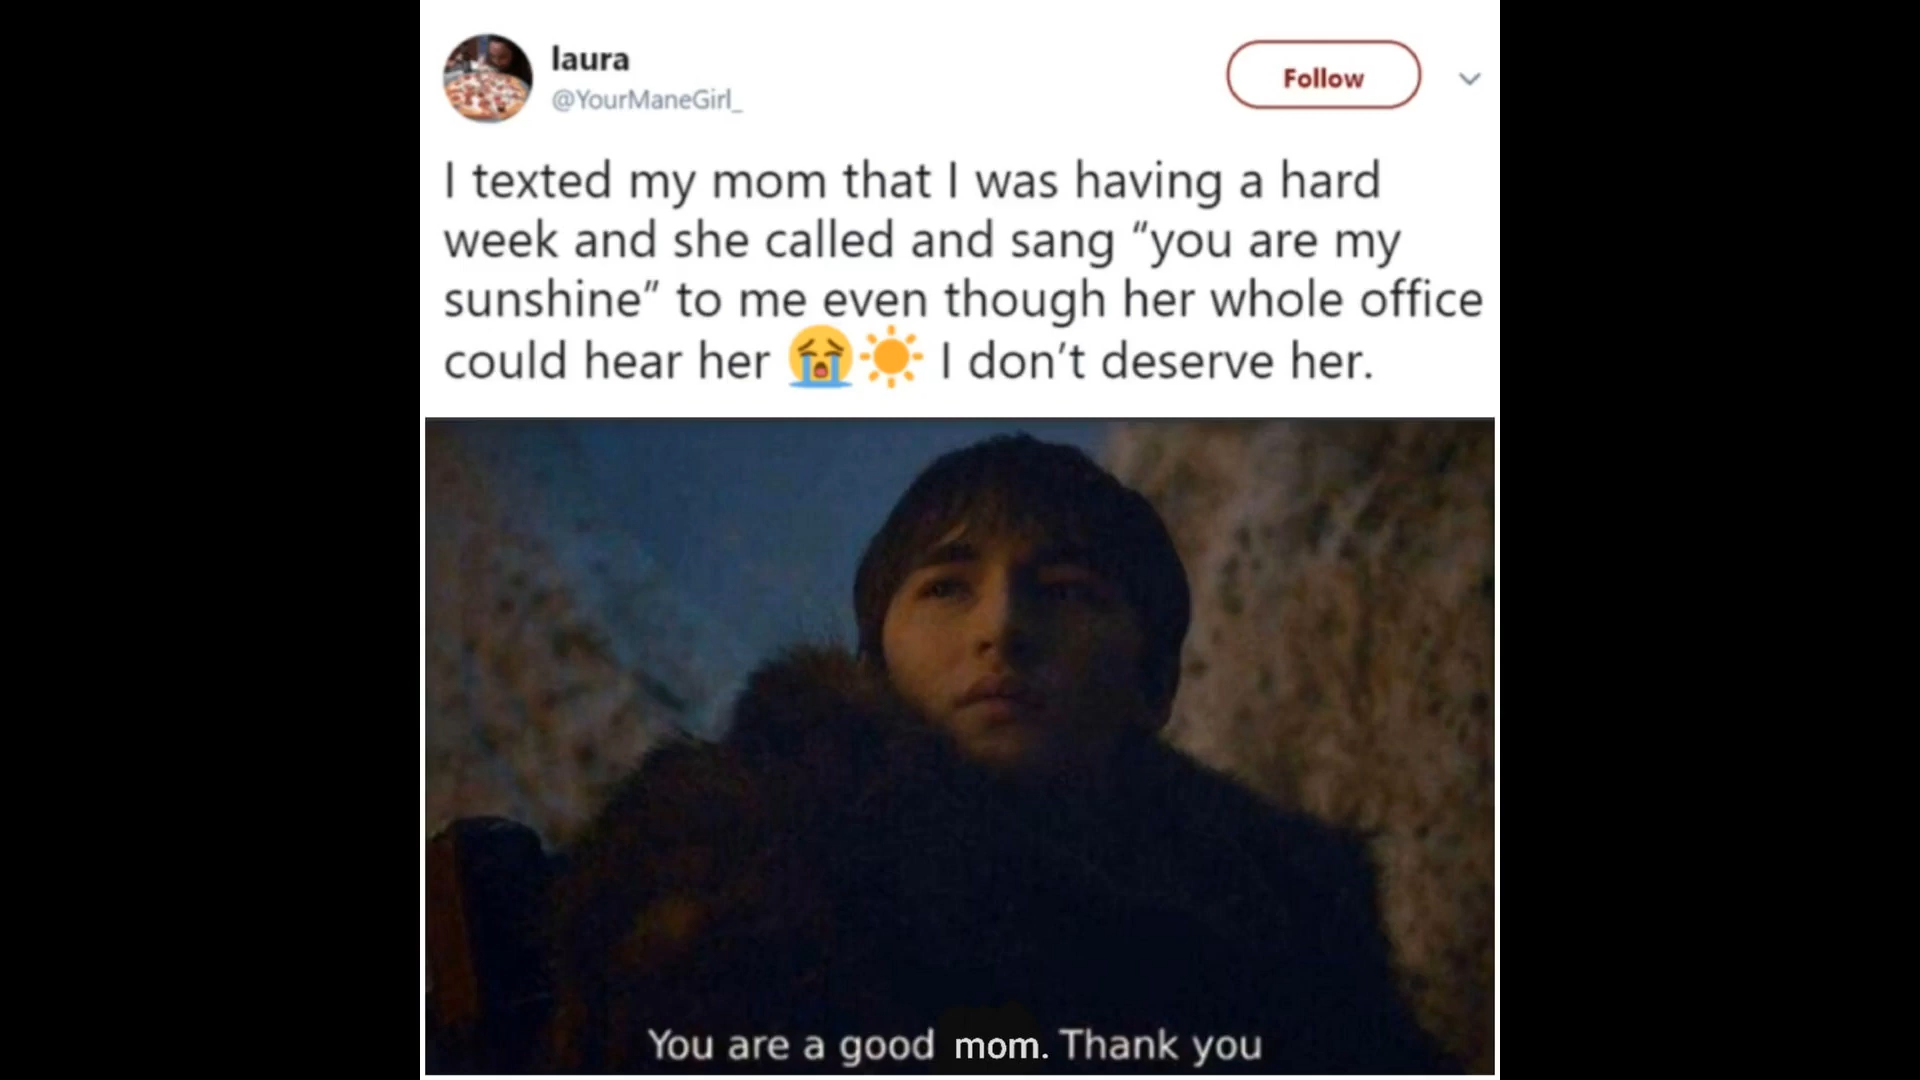 laura
@YourManeGirl_
Follow
I texted my mom that I was having a hard
week and she called and sang “you are my
sunshine” to me even though her whole office
could hear her 😭☀️ I don’t deserve her.
You are a good mom. Thank you